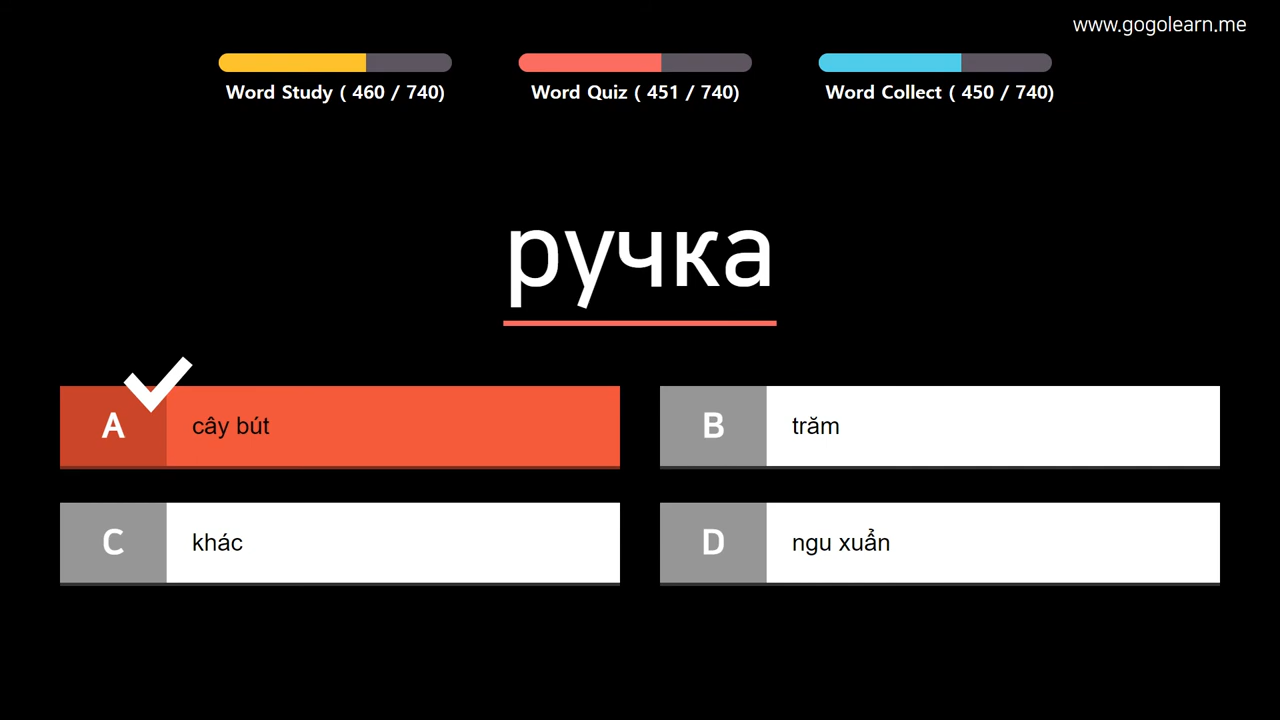 www.gogolearn.me
Word Study ( 460 / 740)
Word Quiz ( 451 / 740)
Word Collect ( 450 / 740)
ручка
A cây bút
B trăm
C khác
D ngu xuẩn